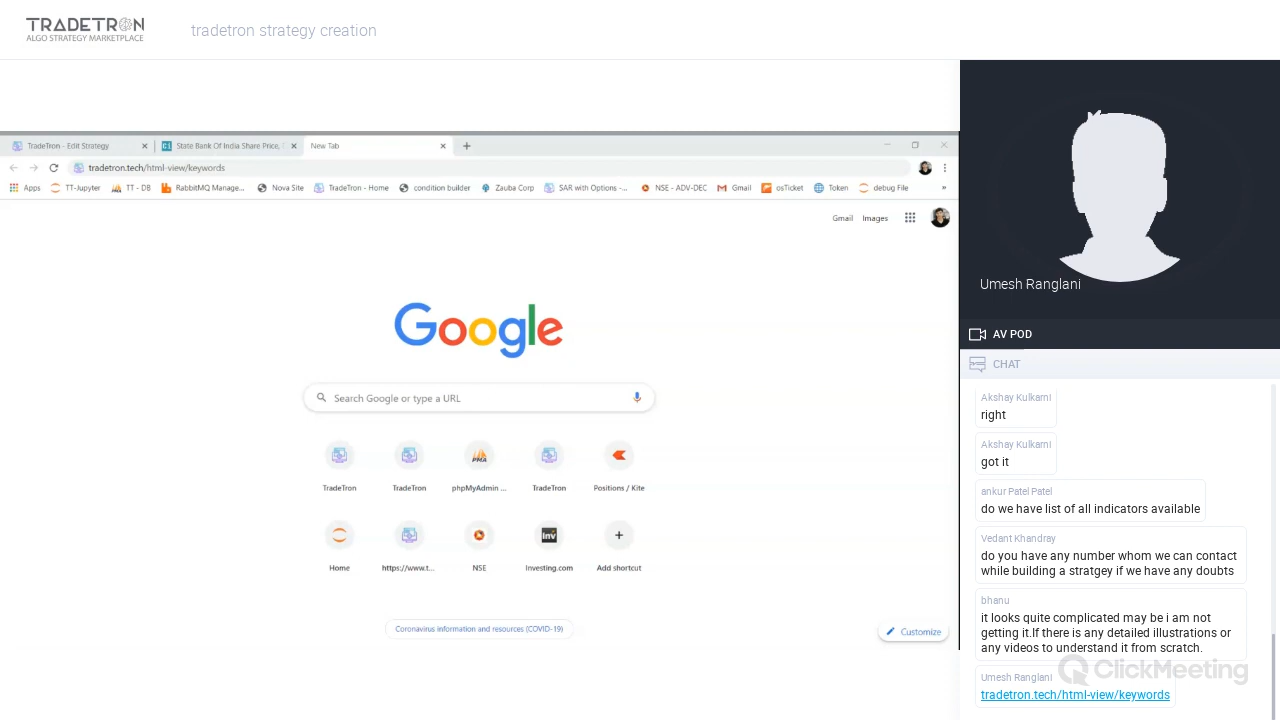 TRADETRON
ALGO STRATEGY MARKETPLACE
tradetron strategy creation
TradeTron - Edit Strategy
State Bank Of India Share Price,
New Tab
tradetron.tech/html-view/keywords
Apps TT-Jupyter TT - DB RabbitMQ Manage... Nova Site TradeTron - Home condition builder Zauba Corp SAR with Options -... NSE - ADV-DEC Gmail osTicket Token debug File »
Gmail Images
Google
Search Google or type a URL
TradeTron TradeTron phpMyAdmin ... TradeTron Positions / Kite
Inv
Home https://www.t... NSE Investing.com Add shortcut
Coronavirus information and resources (COVID-19)
Customize
Umesh Ranglani
AV POD
CHAT
Akshay Kulkarni
right
Akshay Kulkarni
got it
ankur Patel Patel
do we have list of all indicators available
Vedant Khandray
do you have any number whom we can contact
while building a stratgey if we have any doubts
bhanu
it looks quite complicated may be i am not
getting it.If there is any detailed illustrations or
any videos to understand it from scratch.
Umesh Ranglani
tradetron.tech/html-view/keywords
ClickMeeting